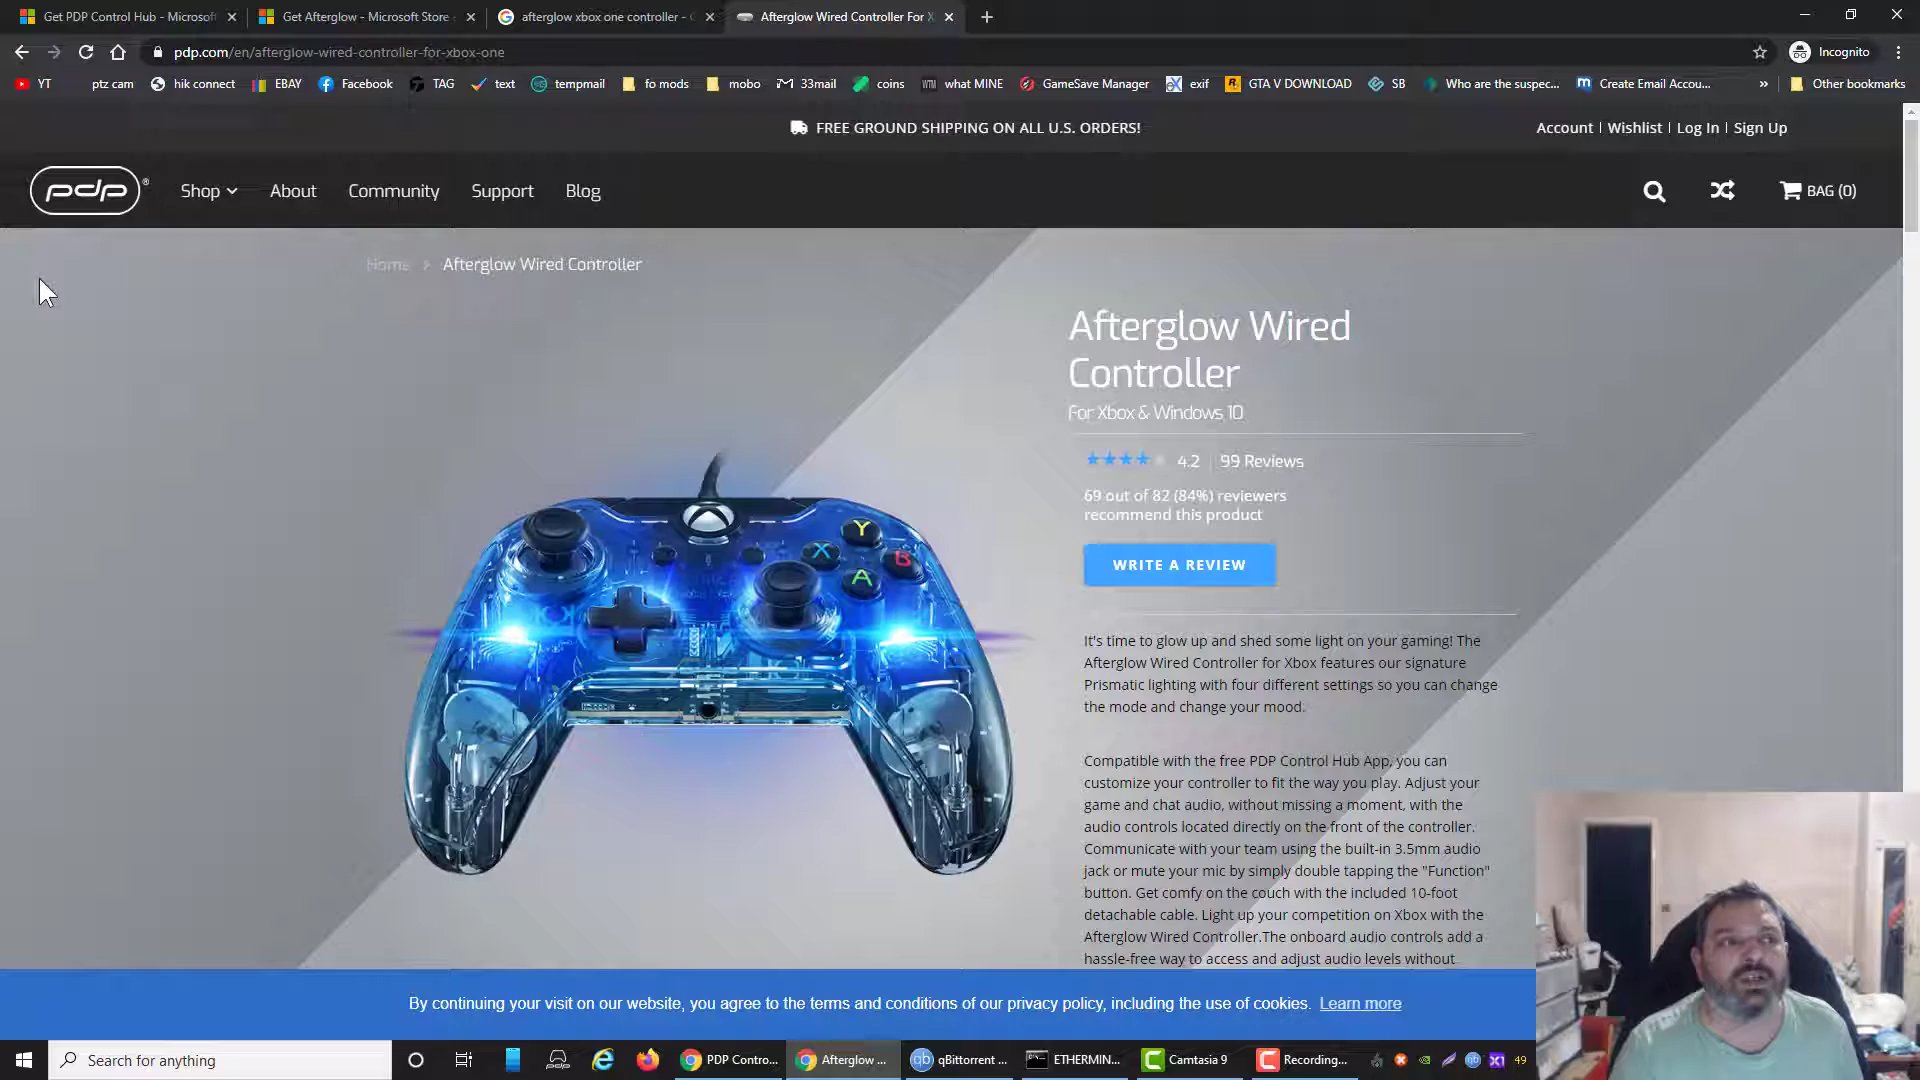 Get PDP Control Hub - Microsoft
Get Afterglow - Microsoft Store
afterglow xbox one controller -
Afterglow Wired Controller For X
pdp.com/en/afterglow-wired-controller-for-xbox-one
Incognito
YT
ptz cam
hik connect
EBAY
Facebook
TAG
text
tempmail
fo mods
mobo
33mail
coins
what MINE
GameSave Manager
exif
GTA V DOWNLOAD
SB
Who are the suspec...
Create Email Accou...
»
Other bookmarks
FREE GROUND SHIPPING ON ALL U.S. ORDERS!
Account | Wishlist | Log In | Sign Up
pdp®
Shop
About
Community
Support
Blog
BAG (0)
Home > Afterglow Wired Controller
Afterglow Wired
Controller
For Xbox & Windows 10
4.2 | 99 Reviews
69 out of 82 (84%) reviewers
recommend this product
WRITE A REVIEW
Y
X
B
A
It's time to glow up and shed some light on your gaming! The
Afterglow Wired Controller for Xbox features our signature
Prismatic lighting with four different settings so you can change
the mode and change your mood.
Compatible with the free PDP Control Hub App, you can
customize your controller to fit the way you play. Adjust your
game and chat audio, without missing a moment, with the
audio controls located directly on the front of the controller.
Communicate with your team using the built-in 3.5mm audio
jack or mute your mic by simply double tapping the "Function"
button. Get comfy on the couch with the included 10-foot
detachable cable. Light up your competition on Xbox with the
Afterglow Wired Controller.The onboard audio controls add a
hassle-free way to access and adjust audio levels without
By continuing your visit on our website, you agree to the terms and conditions of our privacy policy, including the use of cookies. Learn more
Search for anything
PDP Contro...
Afterglow ...
qBittorrent ...
ETHERMIN...
Camtasia 9
Recording...
49